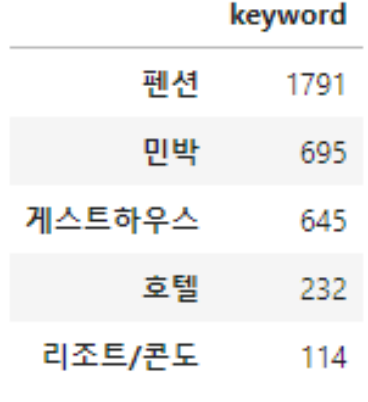 keyword
펜션 1791
민박 695
게스트하우스 645
호텔 232
리조트/콘도 114